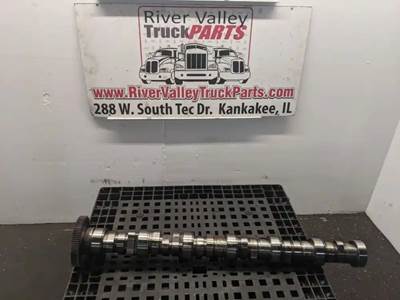 River Valley
TruckPARTS
www.RiverValleyTruckParts.com
288 W. South Tec Dr. Kankakee, IL